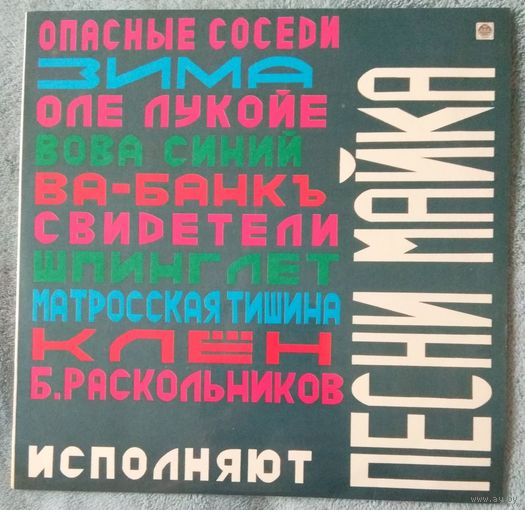 ОПАСНЫЕ СОСЕДИ
ЗИМА
ОЛЕ ЛУКОЙЕ
ВОВА СИНИЙ
ВА-БАНКЪ
СВИДЕТЕЛИ
ШПИНГЛЕТ
МАТРОССКАЯ ТИШИНА
КЛЁН
Б.РАСКОЛЬНИКОВ
ИСПОЛНЯЮТ
ПЕСНИ МАЙКА